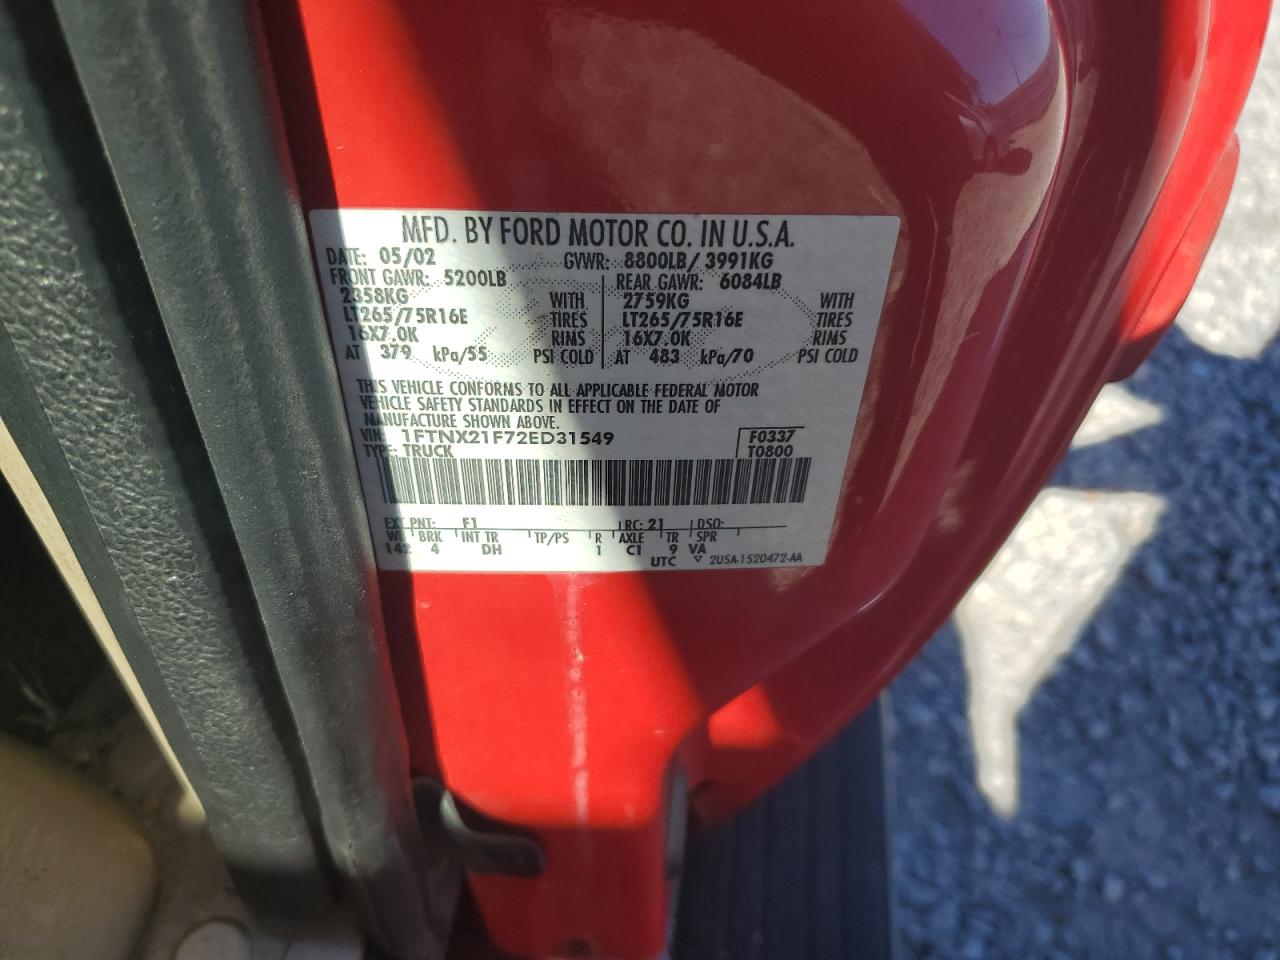 MFD. BY FORD MOTOR CO. IN U.S.A.
DATE: 05/02 GVWR: 8800LB/ 3991KG
FRONT GAWR: 5200LB REAR GAWR: 6084LB
2358KG WITH 2759KG WITH
LT265/75R16E TIRES LT265/75R16E TIRES
16X7.0K RIMS 16X7.0K RIMS
AT 379 kPa/55 PSI COLD AT 483 kPa/70 PSI COLD
THIS VEHICLE CONFORMS TO ALL APPLICABLE FEDERAL MOTOR
VEHICLE SAFETY STANDARDS IN EFFECT ON THE DATE OF
MANUFACTURE SHOWN ABOVE.
VIN: 1FTNX21F72ED31549 F0337
TYPE: TRUCK T0800
EXT PNT: F1 RC: 21 DSO:
WB BRK INT TR TP/PS R AXLE TR SPR
142 4 DH 1 C1 9 VA
UTC ▽ 2U5A-1520472-AA